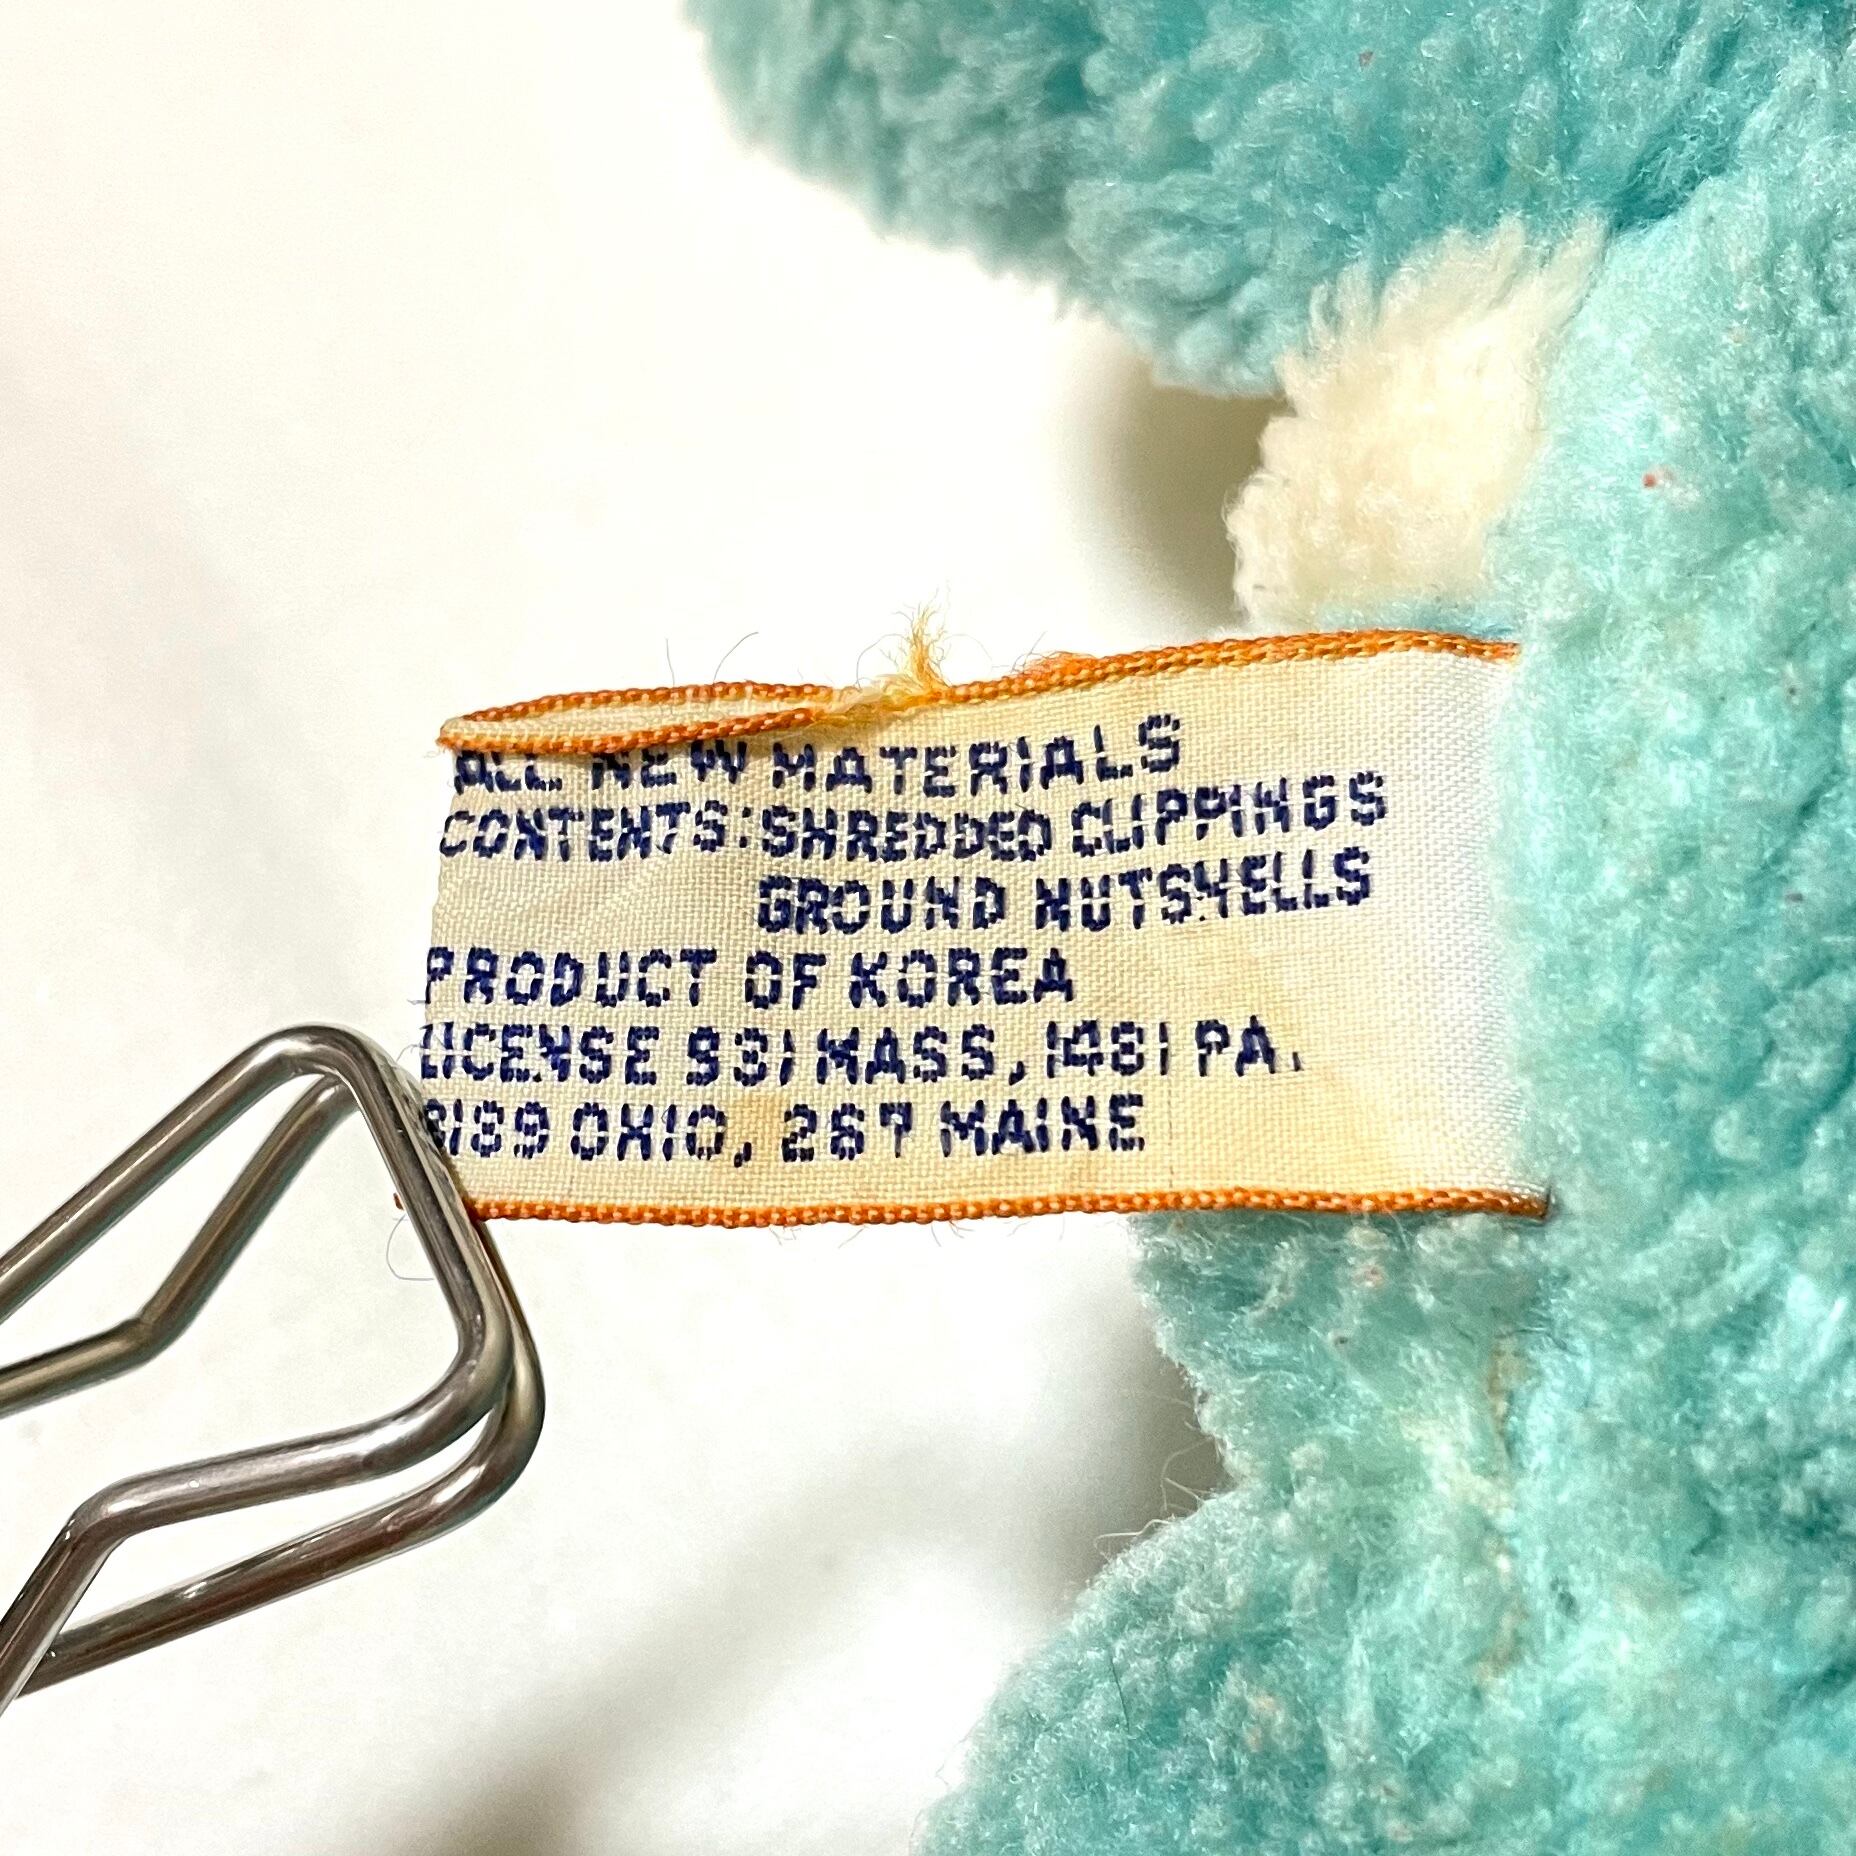 ALL NEW MATERIALS
CONTENTS: SHREDDED CLIPPINGS
GROUND NUTSHELLS
PRODUCT OF KOREA
LICENSE 931 MASS, 1481 PA.
OHIO, 267 MAINE